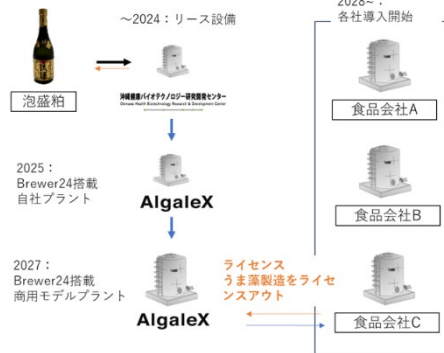 2028~：
各社導入開始
～2024：リース設備
泡盛粕
沖縄健康バイオテクノロジー研究開発センター
Okinawa Health Biotechnology Research & Development Center
食品会社A
2025：
Brewer24搭載
自社プラント
AlgaleX
食品会社B
2027：
Brewer24搭載
商用モデルプラント
AlgaleX
ライセンス
うま藻製造をライセ
ンスアウト
食品会社C